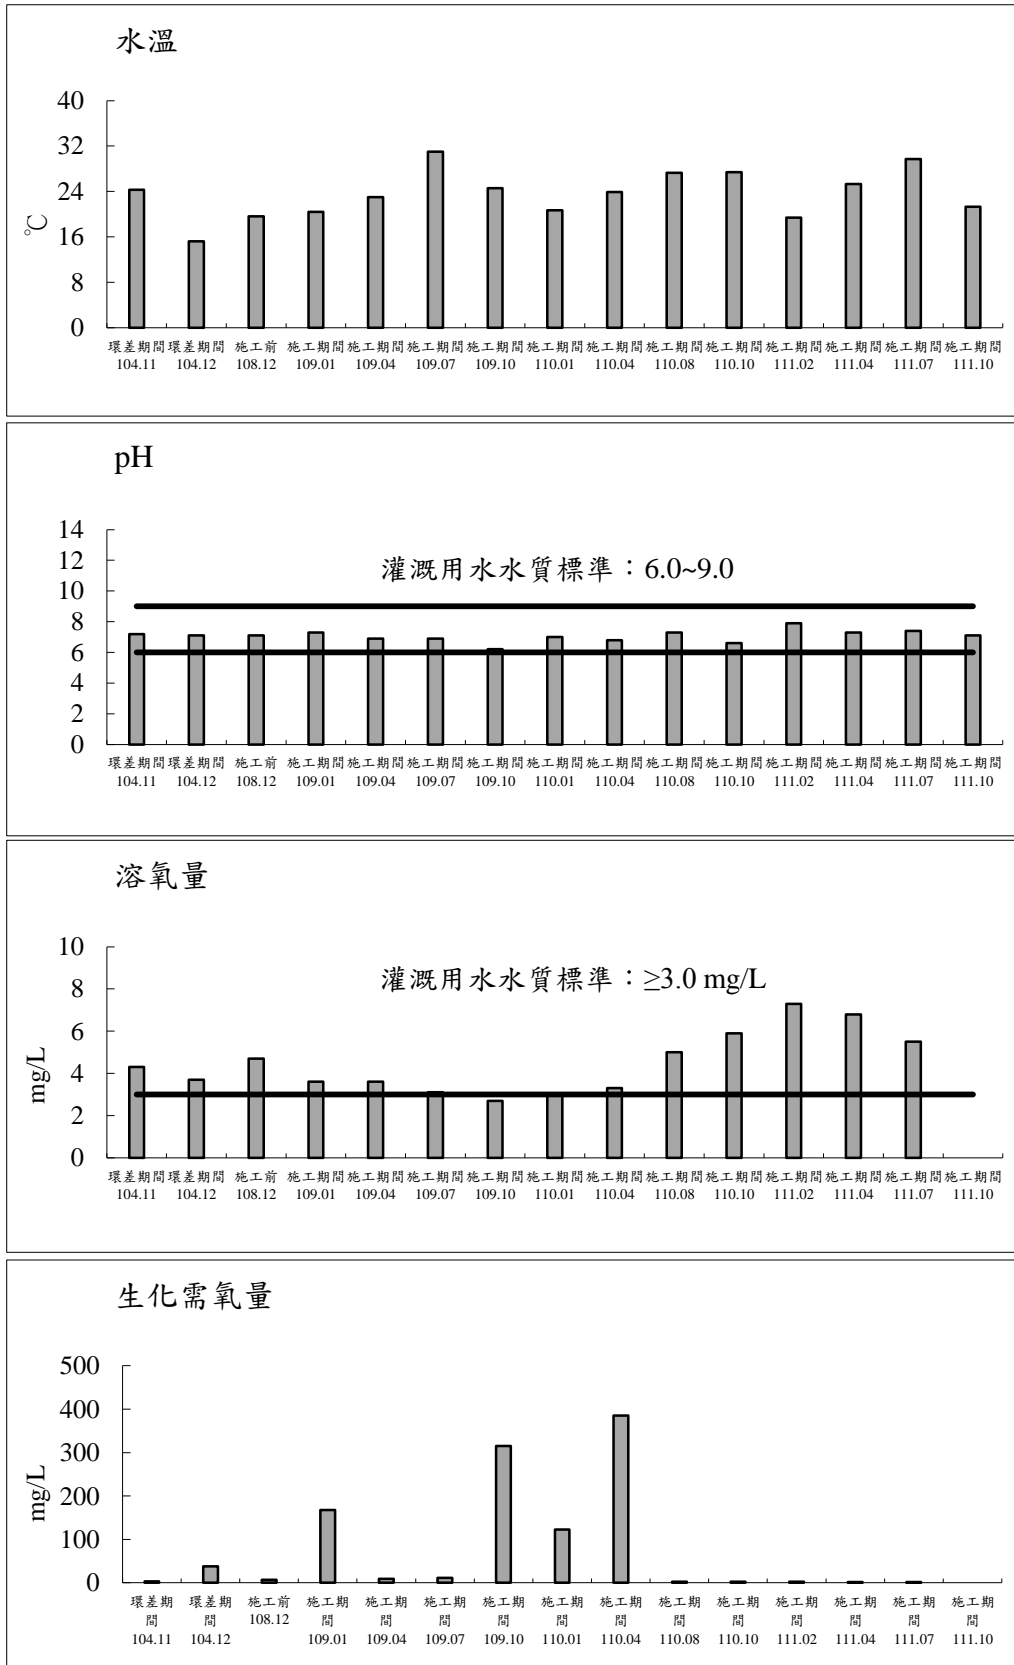 水溫
40
32
24
16
8
0
℃
環差期間 環差期間 施工前 施工期間 施工期間 施工期間 施工期間 施工期間 施工期間 施工期間 施工期間 施工期間 施工期間 施工期間 施工期間
104.11 104.12 108.12 109.01 109.04 109.07 109.10 110.01 110.04 110.08 110.10 111.02 111.04 111.07 111.10
pH
灌溉用水水質標準：6.0~9.0
14
12
10
8
6
4
2
0
環差期間 環差期間 施工前 施工期間 施工期間 施工期間 施工期間 施工期間 施工期間 施工期間 施工期間 施工期間 施工期間 施工期間 施工期間
104.11 104.12 108.12 109.01 109.04 109.07 109.10 110.01 110.04 110.08 110.10 111.02 111.04 111.07 111.10
溶氧量
灌溉用水水質標準：≥3.0 mg/L
10
8
6
4
2
0
mg/L
環差期間 環差期間 施工前 施工期間 施工期間 施工期間 施工期間 施工期間 施工期間 施工期間 施工期間 施工期間 施工期間 施工期間 施工期間
104.11 104.12 108.12 109.01 109.04 109.07 109.10 110.01 110.04 110.08 110.10 111.02 111.04 111.07 111.10
生化需氧量
500
400
300
200
100
0
mg/L
環差期 環差期 施工前 施工期 施工期 施工期 施工期 施工期 施工期 施工期 施工期 施工期 施工期 施工期 施工期
間 間 108.12 間 間 間 間 間 間 間 間 間 間 間 間
104.11 104.12 109.01 109.04 109.07 109.10 110.01 110.04 110.08 110.10 111.02 111.04 111.07 111.10